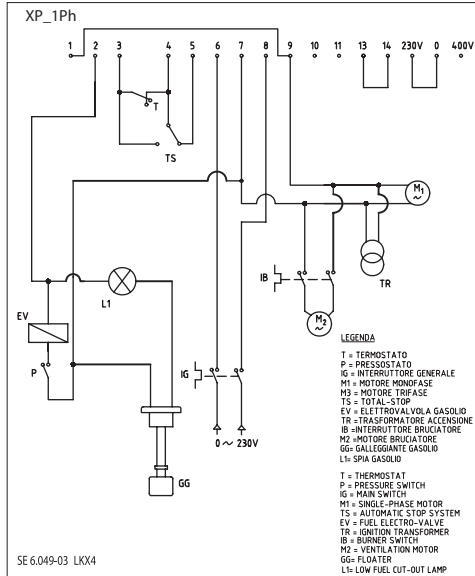 XP_1Ph
1 2 3 4 5 6 7 8 9 10 11 13 14 230V 0 400V
T
TS
M1
~
TR
IB
M2
~
L1
EV
P
IG
0 ~ 230V
GG
LEGENDA
T = TERMOSTATO
P = PRESSOSTATO
IG = INTERRUTTORE GENERALE
M1 = MOTORE MONOFASE
M3 = MOTORE TRIFASE
TS = TOTAL-STOP
EV = ELETTROVALVOLA GASOLIO
TR =TRASFORMATORE ACCENSIONE
IB =INTERRUTTORE BRUCIATORE
M2 =MOTORE BRUCIATORE
GG= GALLEGGIANTE GASOLIO
L1= SPIA GASOLIO
T = THERMOSTAT
P = PRESSURE SWITCH
IG = MAIN SWITCH
M1 = SINGLE-PHASE MOTOR
TS = AUTOMATIC STOP SYSTEM
EV = FUEL ELECTRO-VALVE
TR = IGNITION TRANSFORMER
IB = BURNER SWITCH
M2 = VENTILATION MOTOR
GG= FLOATER
L1= LOW FUEL CUT-OUT LAMP
SE 6.049-03 LKX4